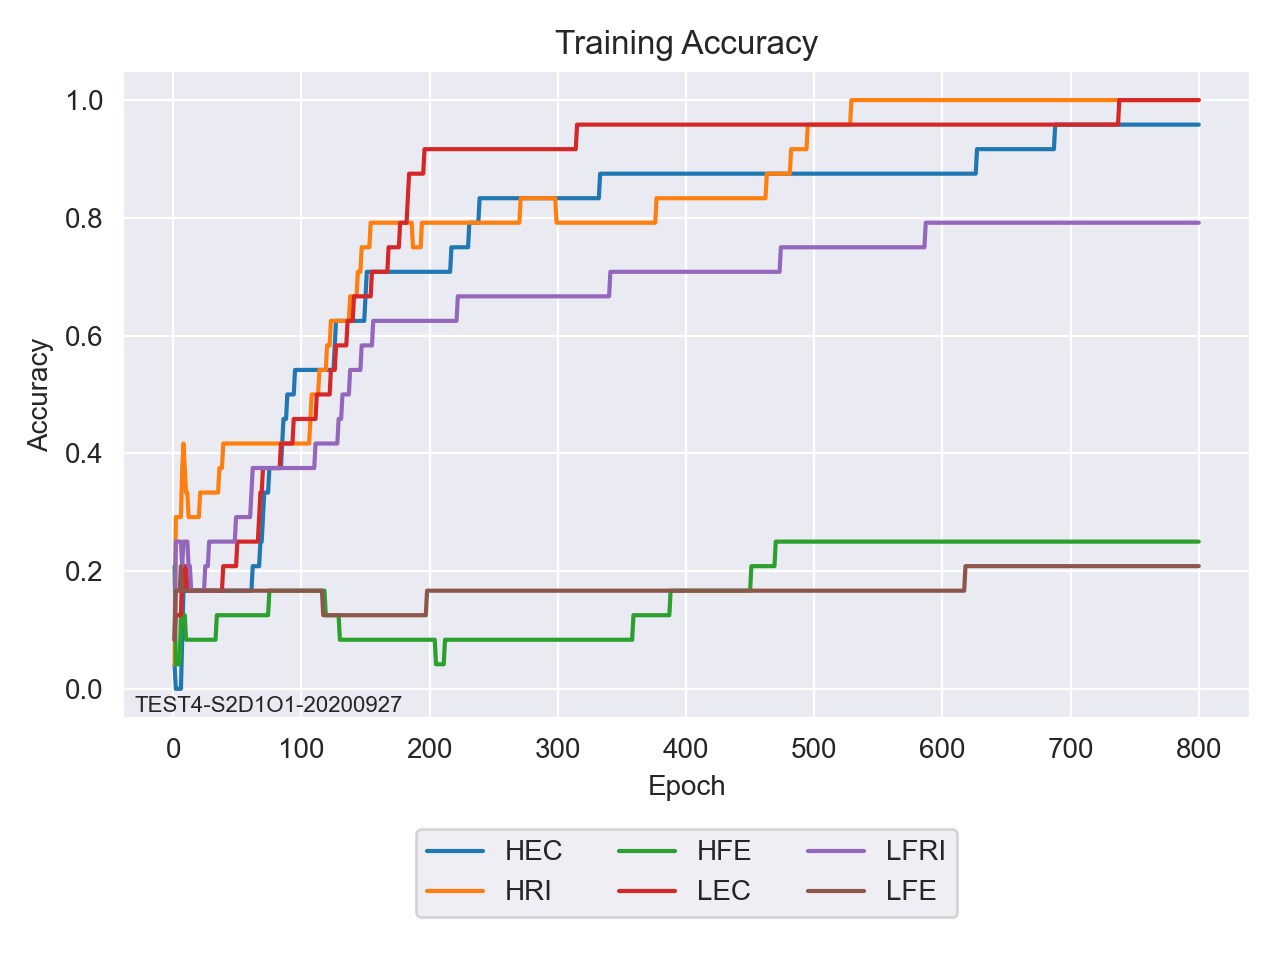 Training Accuracy
Accuracy
1.0
0.8
0.6
0.4
0.2
0.0
TEST4-S2D1O1-20200927
0 100 200 300 400 500 600 700 800
Epoch
HEC HFE LFRI
HRI LEC LFE